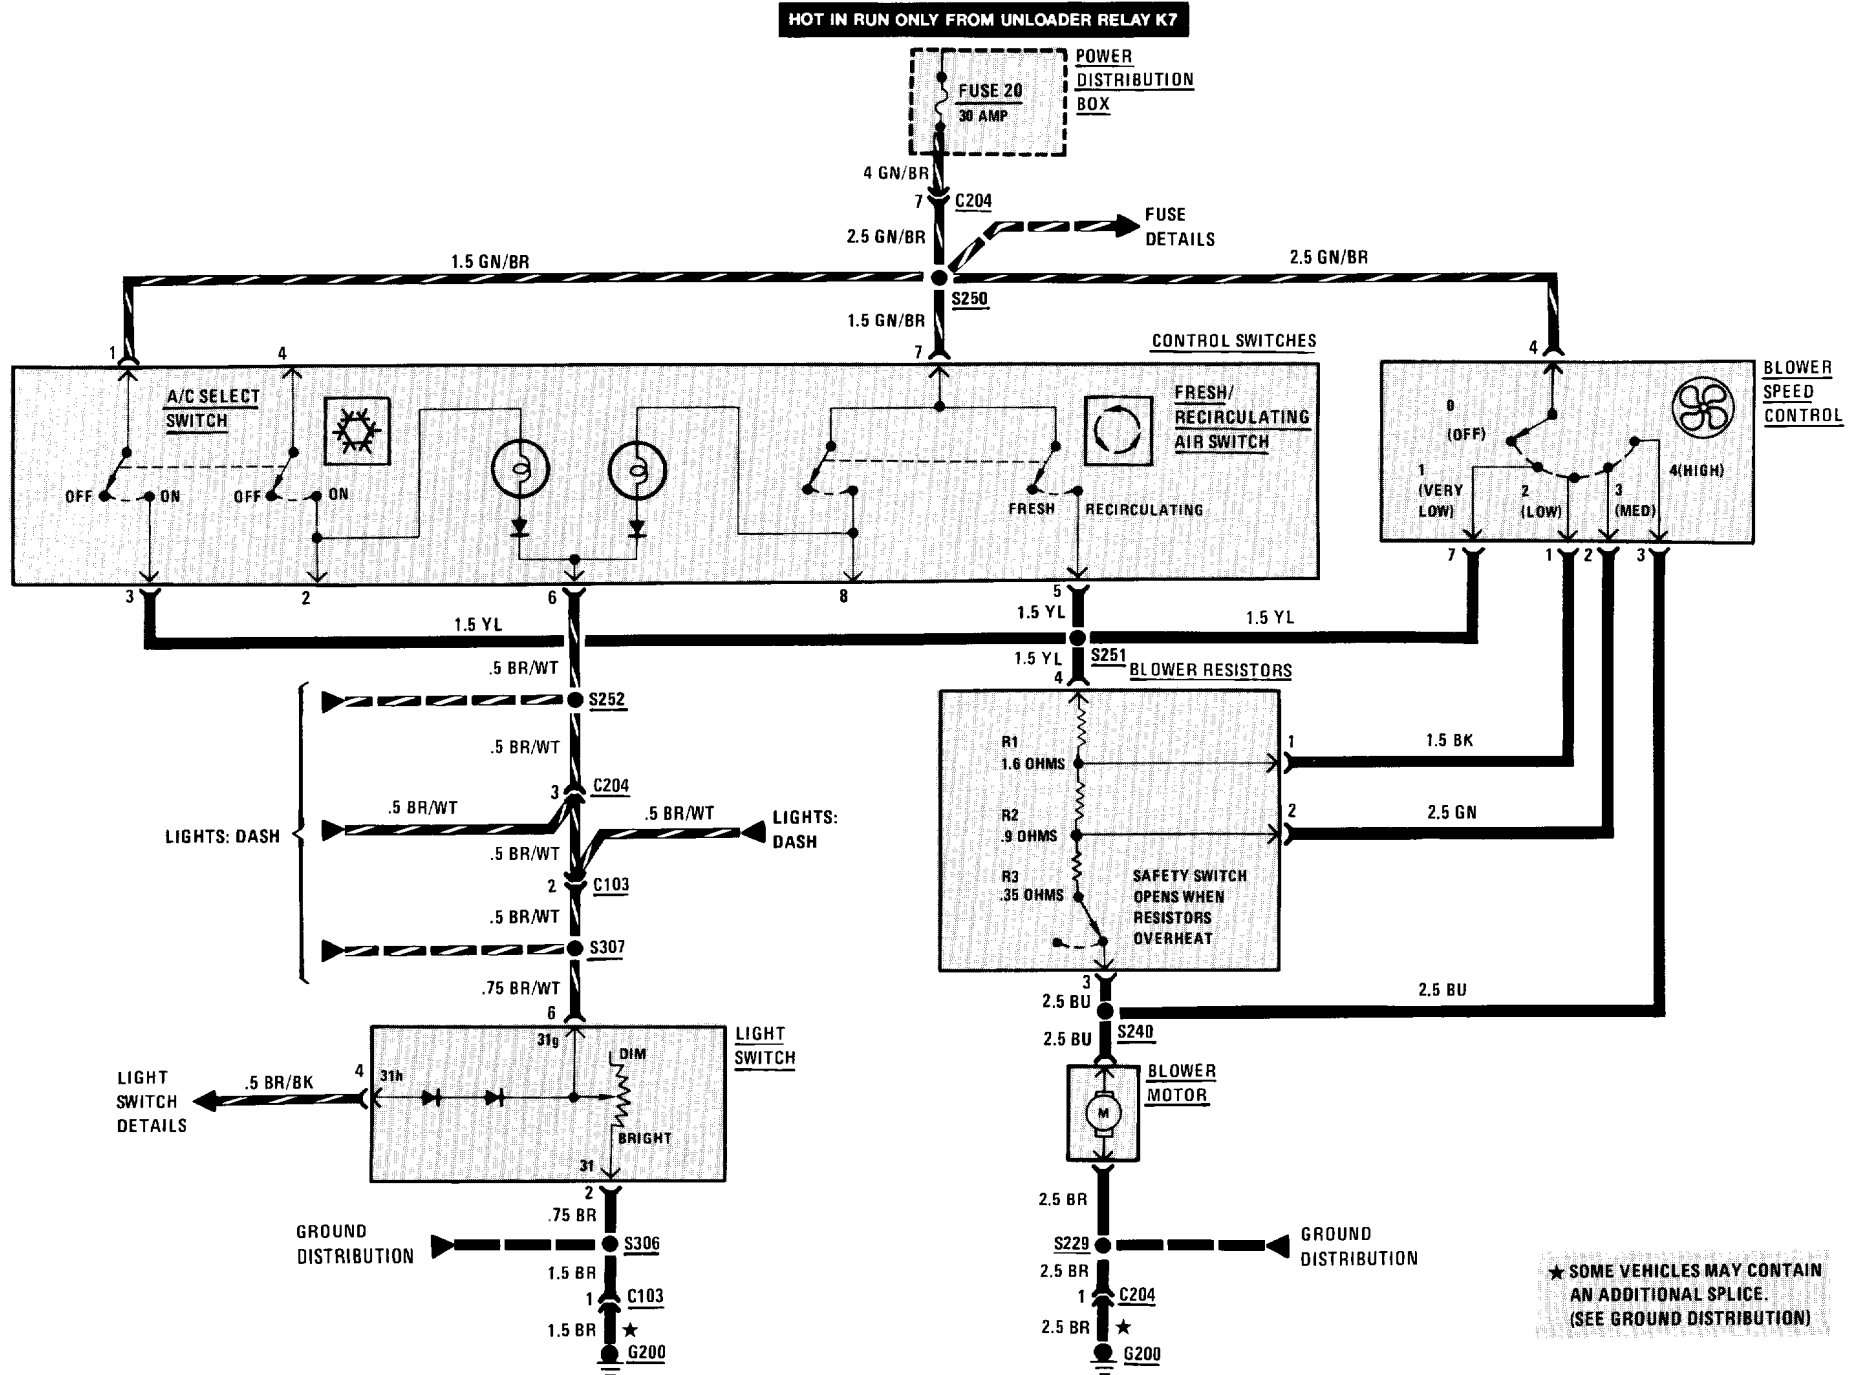 HOT IN RUN ONLY FROM UNLOADER RELAY K7
POWER
DISTRIBUTION
BOX
FUSE 20
30 AMP
4 GN/BR
7
C204
2.5 GN/BR
FUSE
DETAILS
1.5 GN/BR
2.5 GN/BR
S250
1.5 GN/BR
CONTROL SWITCHES
1
4
7
4
A/C SELECT
SWITCH
FRESH/
RECIRCULATING
AIR SWITCH
BLOWER
SPEED
CONTROL
0
(OFF)
1
(VERY
LOW)
2
(LOW)
3
(MED)
4(HIGH)
OFF
ON
OFF
ON
FRESH
RECIRCULATING
3
2
6
8
5
7
1
2
3
1.5 YL
1.5 YL
1.5 YL
S251
1.5 YL
4
BLOWER RESISTORS
.5 BR/WT
S252
.5 BR/WT
3
C204
.5 BR/WT
.5 BR/WT
LIGHTS:
DASH
LIGHTS: DASH
.5 BR/WT
2
C103
.5 BR/WT
S307
.75 BR/WT
6
R1
1.6 OHMS
R2
.9 OHMS
R3
.35 OHMS
SAFETY SWITCH
OPENS WHEN
RESISTORS
OVERHEAT
1
1.5 BK
2
2.5 GN
3
2.5 BU
2.5 BU
S240
2.5 BU
LIGHT
SWITCH
31g
DIM
4
31h
BRIGHT
31
LIGHT
SWITCH
DETAILS
.5 BR/BK
BLOWER
MOTOR
M
2
.75 BR
GROUND
DISTRIBUTION
S306
1.5 BR
1
C103
1.5 BR
★
G200
2.5 BR
S229
GROUND
DISTRIBUTION
2.5 BR
1
C204
2.5 BR
★
G200
★ SOME VEHICLES MAY CONTAIN
AN ADDITIONAL SPLICE.
(SEE GROUND DISTRIBUTION)